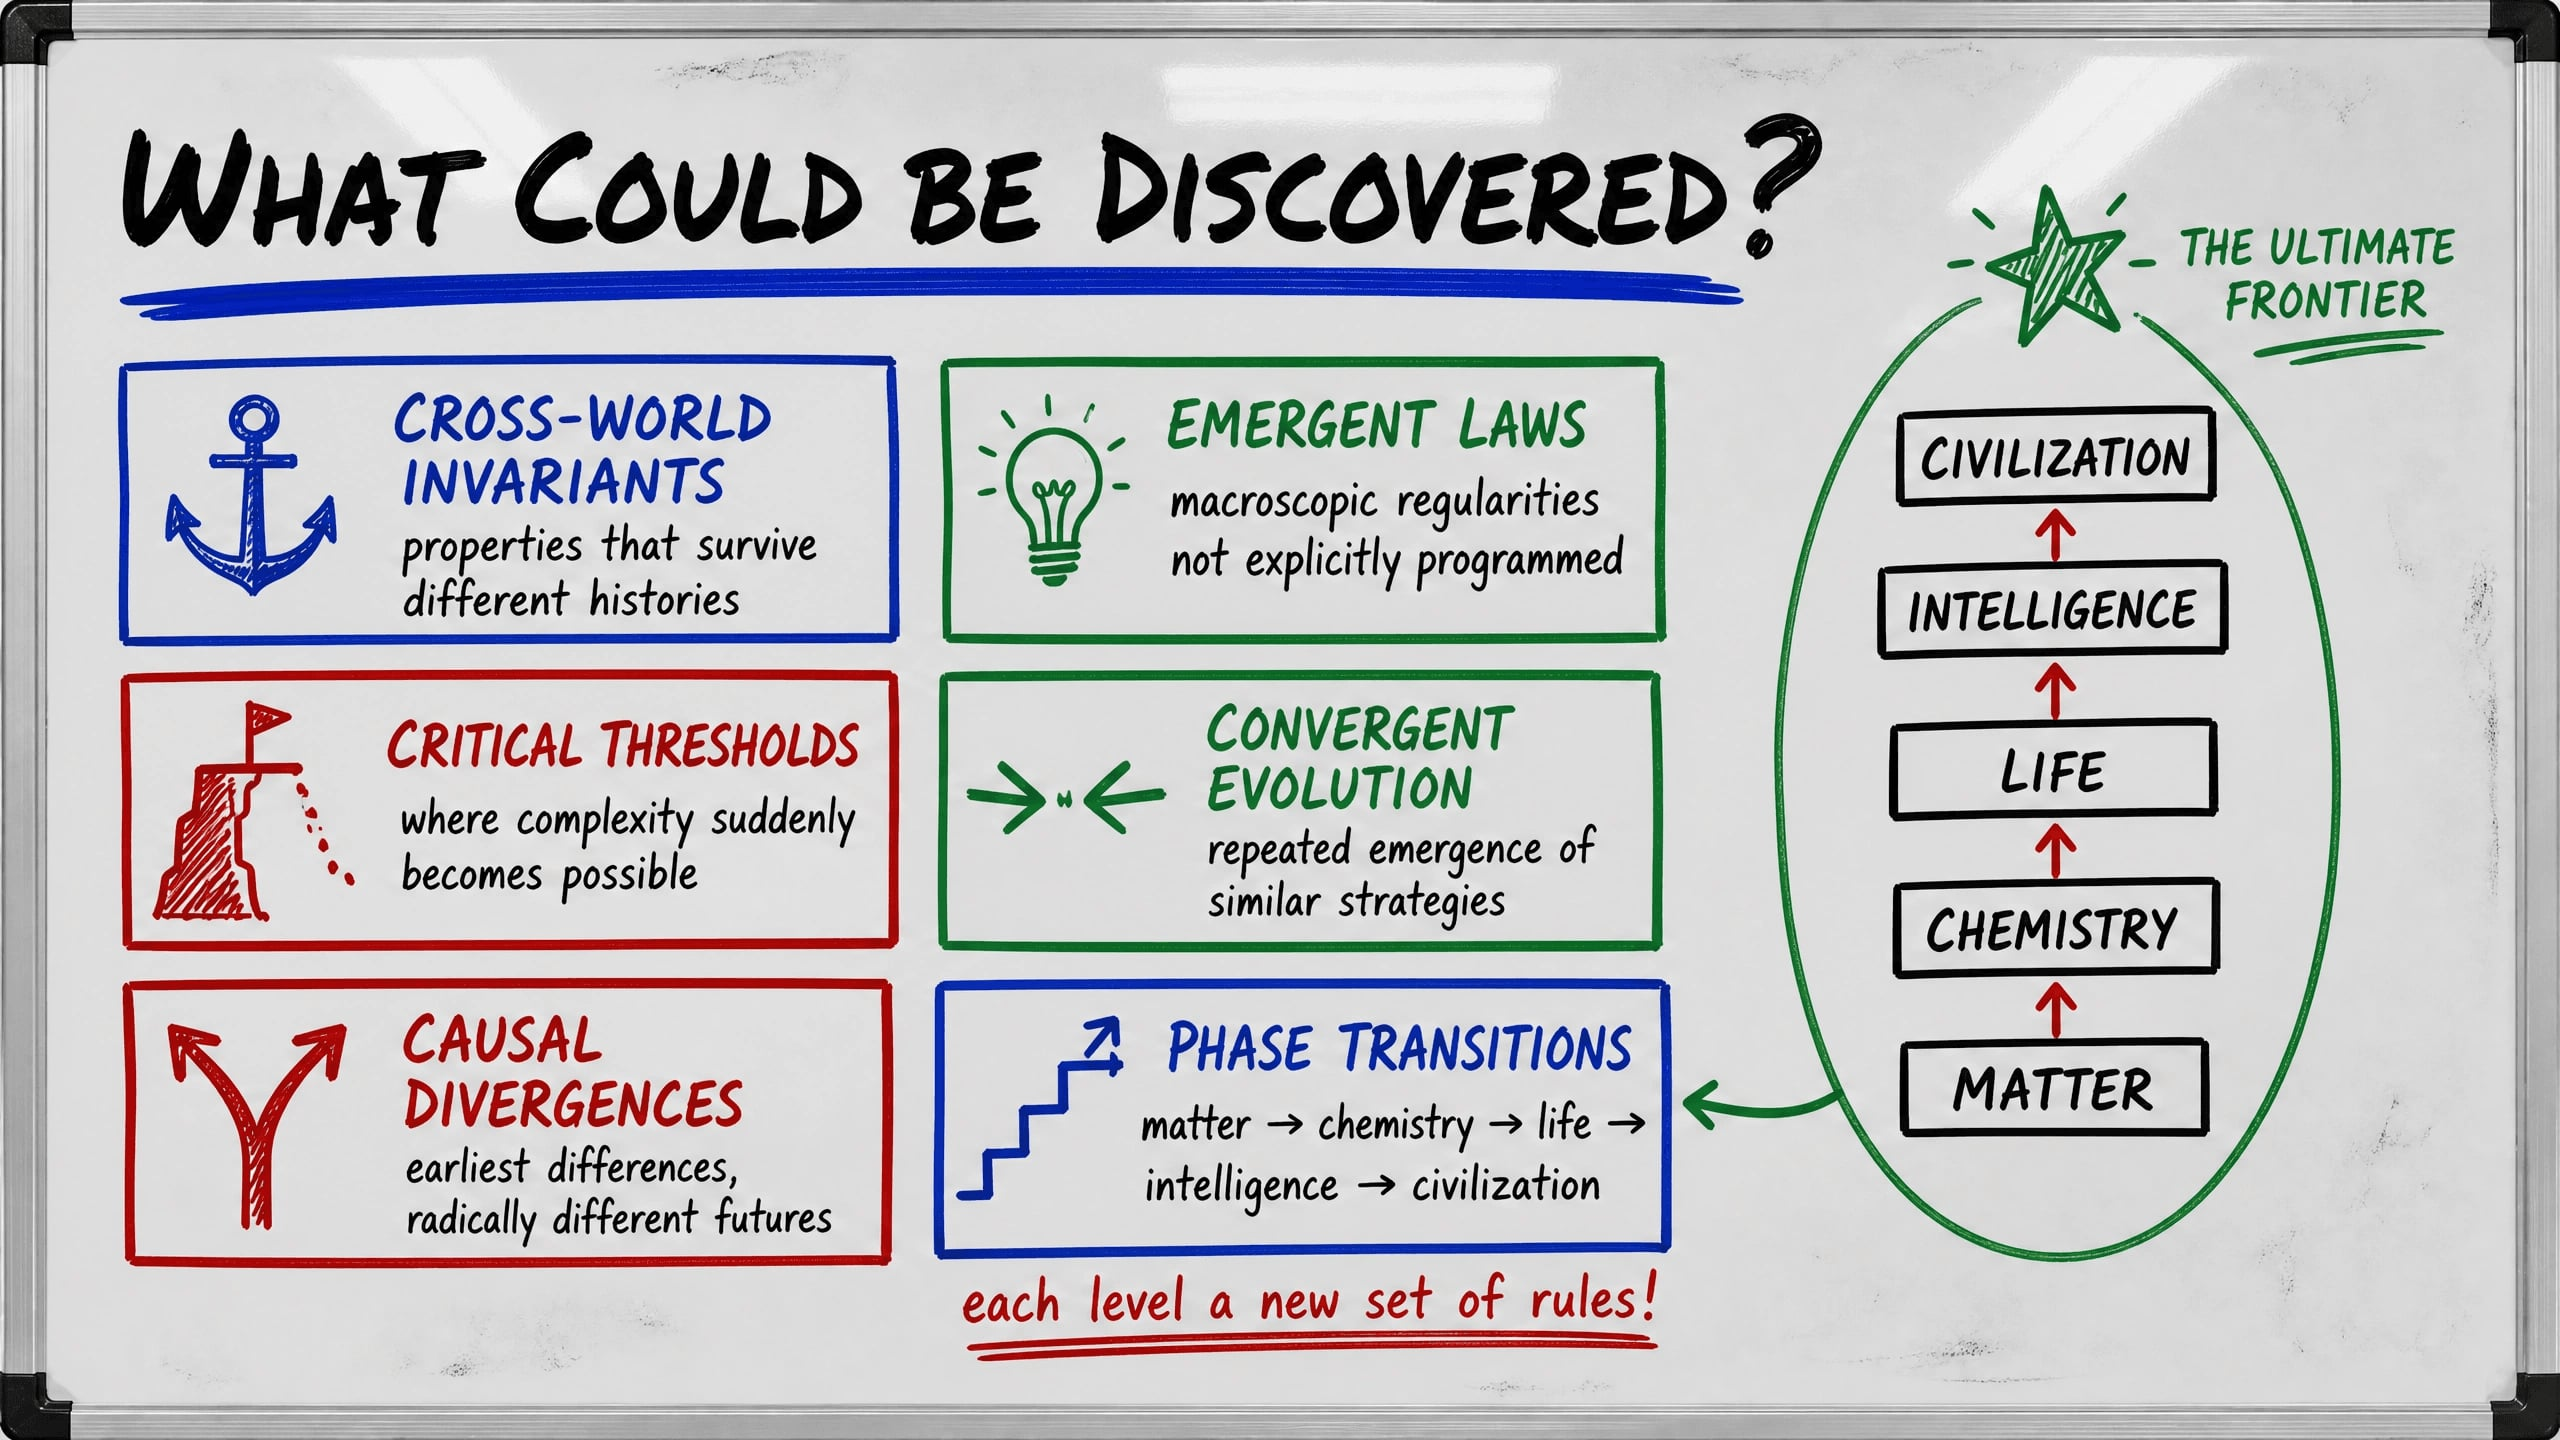 WHAT COULD BE DISCOVERED?
CROSS-WORLD
INVARIANTS
properties that survive
different histories
EMERGENT LAWS
macroscopic regularities
not explicitly programmed
CRITICAL THRESHOLDS
where complexity suddenly
becomes possible
CONVERGENT
EVOLUTION
repeated emergence of
similar strategies
CAUSAL
DIVERGENCES
earliest differences,
radically different futures
PHASE TRANSITIONS
matter → chemistry → life →
intelligence → civilization
each level a new set of rules!
THE ULTIMATE
FRONTIER
CIVILIZATION
INTELLIGENCE
LIFE
CHEMISTRY
MATTER